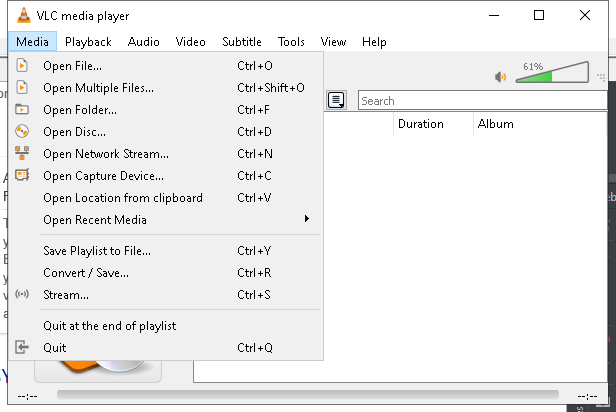 VLC media player
Media Playback Audio Video Subtitle Tools View Help
Open File... Ctrl+O
Open Multiple Files... Ctrl+Shift+O
Open Folder... Ctrl+F
Open Disc... Ctrl+D
Open Network Stream... Ctrl+N
Open Capture Device... Ctrl+C
Open Location from clipboard Ctrl+V
Open Recent Media
Save Playlist to File... Ctrl+Y
Convert / Save... Ctrl+R
Stream... Ctrl+S
Quit at the end of playlist
Quit Ctrl+Q
61%
Search
Duration Album
--:-- --:--